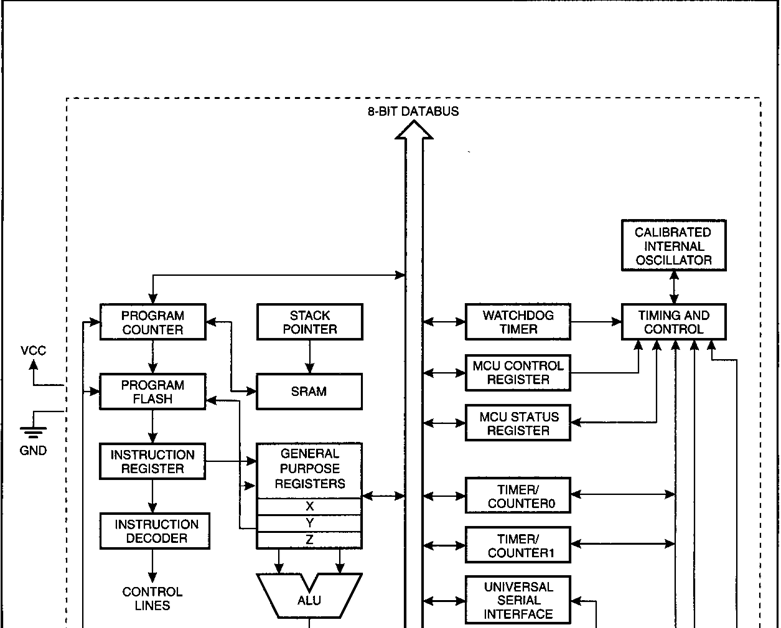 8-BIT DATABUS
CALIBRATED
INTERNAL
OSCILLATOR
PROGRAM
COUNTER
STACK
POINTER
WATCHDOG
TIMER
TIMING AND
CONTROL
VCC
PROGRAM
FLASH
SRAM
MCU CONTROL
REGISTER
MCU STATUS
REGISTER
GND
INSTRUCTION
REGISTER
GENERAL
PURPOSE
REGISTERS
X
Y
Z
INSTRUCTION
DECODER
TIMER/
COUNTER0
TIMER/
COUNTER1
CONTROL
LINES
ALU
UNIVERSAL
SERIAL
INTERFACE